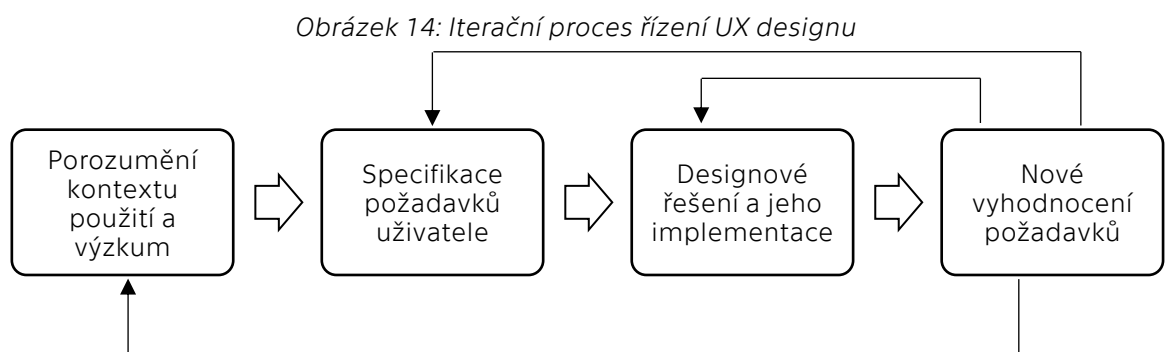 Obrázek 14: Iterační proces řízení UX designu
Porozumění
kontextu
použití a
výzkum
Specifikace
požadavků
uživatele
Designové
řešení a jeho
implementace
Nové
vyhodnocení
požadavků